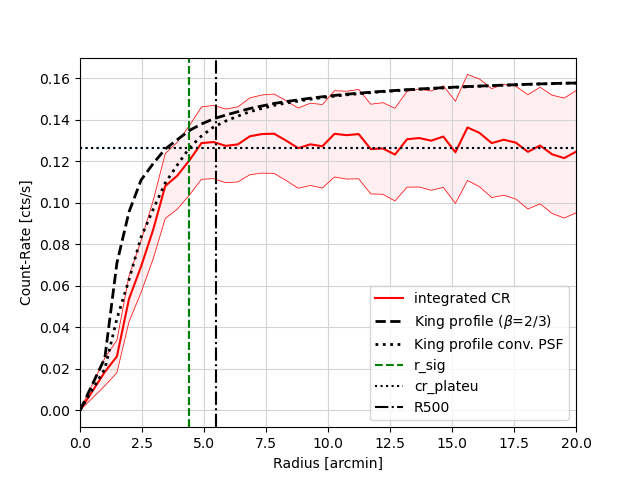 0.16
0.14
0.12
0.10
0.08
0.06
0.04
0.02
0.00
Count-Rate [cts/s]
integrated CR
King profile (β=2/3)
King profile conv. PSF
r_sig
cr_plateu
R500
0.0 2.5 5.0 7.5 10.0 12.5 15.0 17.5 20.0
Radius [arcmin]